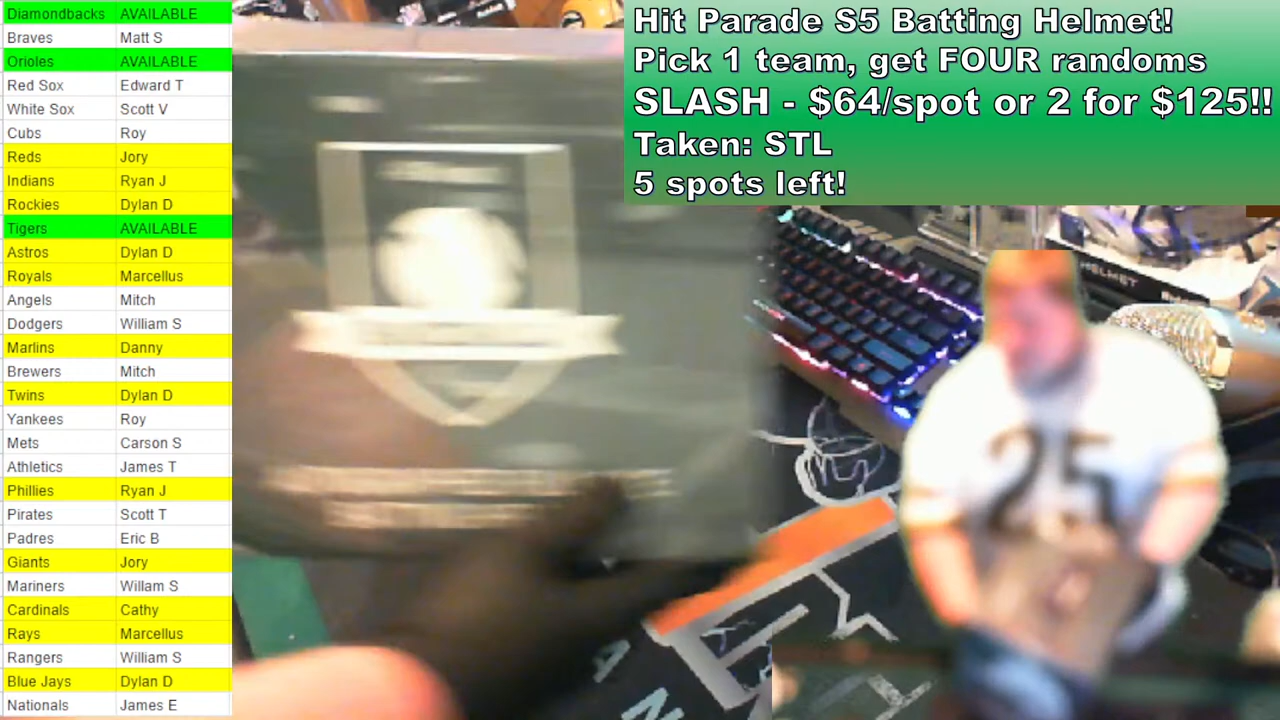 Diamondbacks AVAILABLE
Braves Matt S
Orioles AVAILABLE
Red Sox Edward T
White Sox Scott V
Cubs Roy
Reds Jory
Indians Ryan J
Rockies Dylan D
Tigers AVAILABLE
Astros Dylan D
Royals Marcellus
Angels Mitch
Dodgers William S
Marlins Danny
Brewers Mitch
Twins Dylan D
Yankees Roy
Mets Carson S
Athletics James T
Phillies Ryan J
Pirates Scott T
Padres Eric B
Giants Jory
Mariners Willam S
Cardinals Cathy
Rays Marcellus
Rangers William S
Blue Jays Dylan D
Nationals James E
Hit Parade S5 Batting Helmet!
Pick 1 team, get FOUR randoms
SLASH - $64/spot or 2 for $125!!
Taken: STL
5 spots left!
HELMET
25